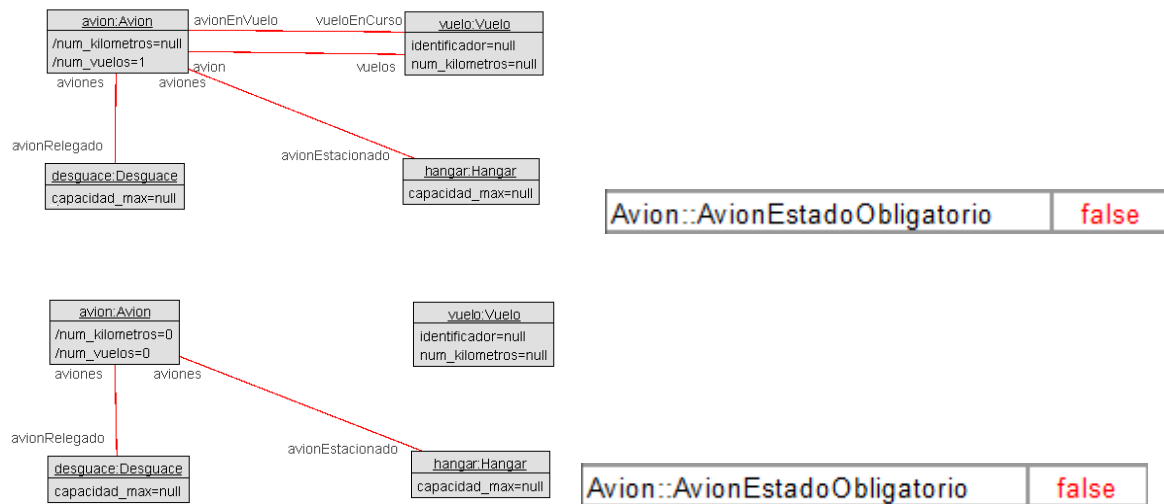 avion:Avion
/num_kilometros=null
/num_vuelos=1
avionEnVuelo
vueloEnCurso
vuelo:Vuelo
identificador=null
num_kilometros=null
avion
vuelos
aviones
aviones
avionRelegado
avionEstacionado
desguace:Desguace
capacidad_max=null
hangar:Hangar
capacidad_max=null
Avion::AvionEstadoObligatorio false
avion:Avion
/num_kilometros=0
/num_vuelos=0
vuelo:Vuelo
identificador=null
num_kilometros=null
aviones
aviones
avionRelegado
avionEstacionado
desguace:Desguace
capacidad_max=null
hangar:Hangar
capacidad_max=null
Avion::AvionEstadoObligatorio false